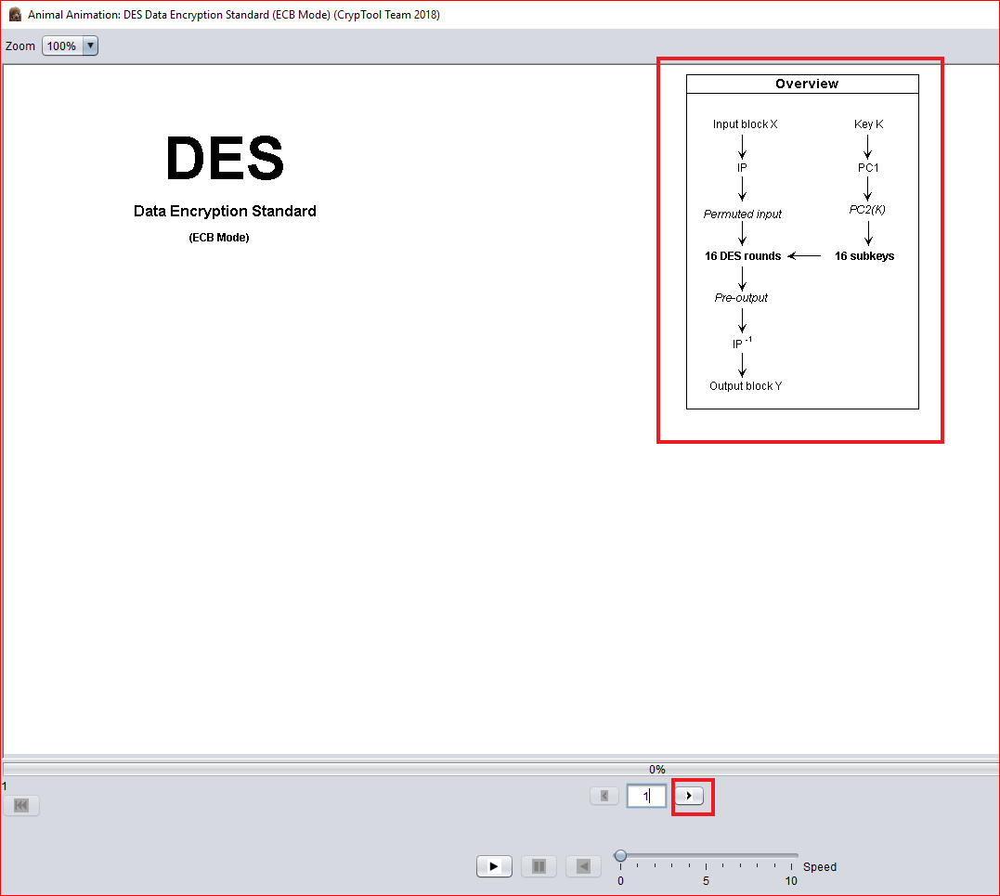 Animal Animation: DES Data Encryption Standard (ECB Mode) (CrypTool Team 2018)
Zoom 100%
DES
Data Encryption Standard
(ECB Mode)
Overview
Input block X Key K
IP PC1
Permuted input PC2(K)
16 DES rounds 16 subkeys
Pre-output
IP -1
Output block Y
0%
1
1
Speed
0 5 10